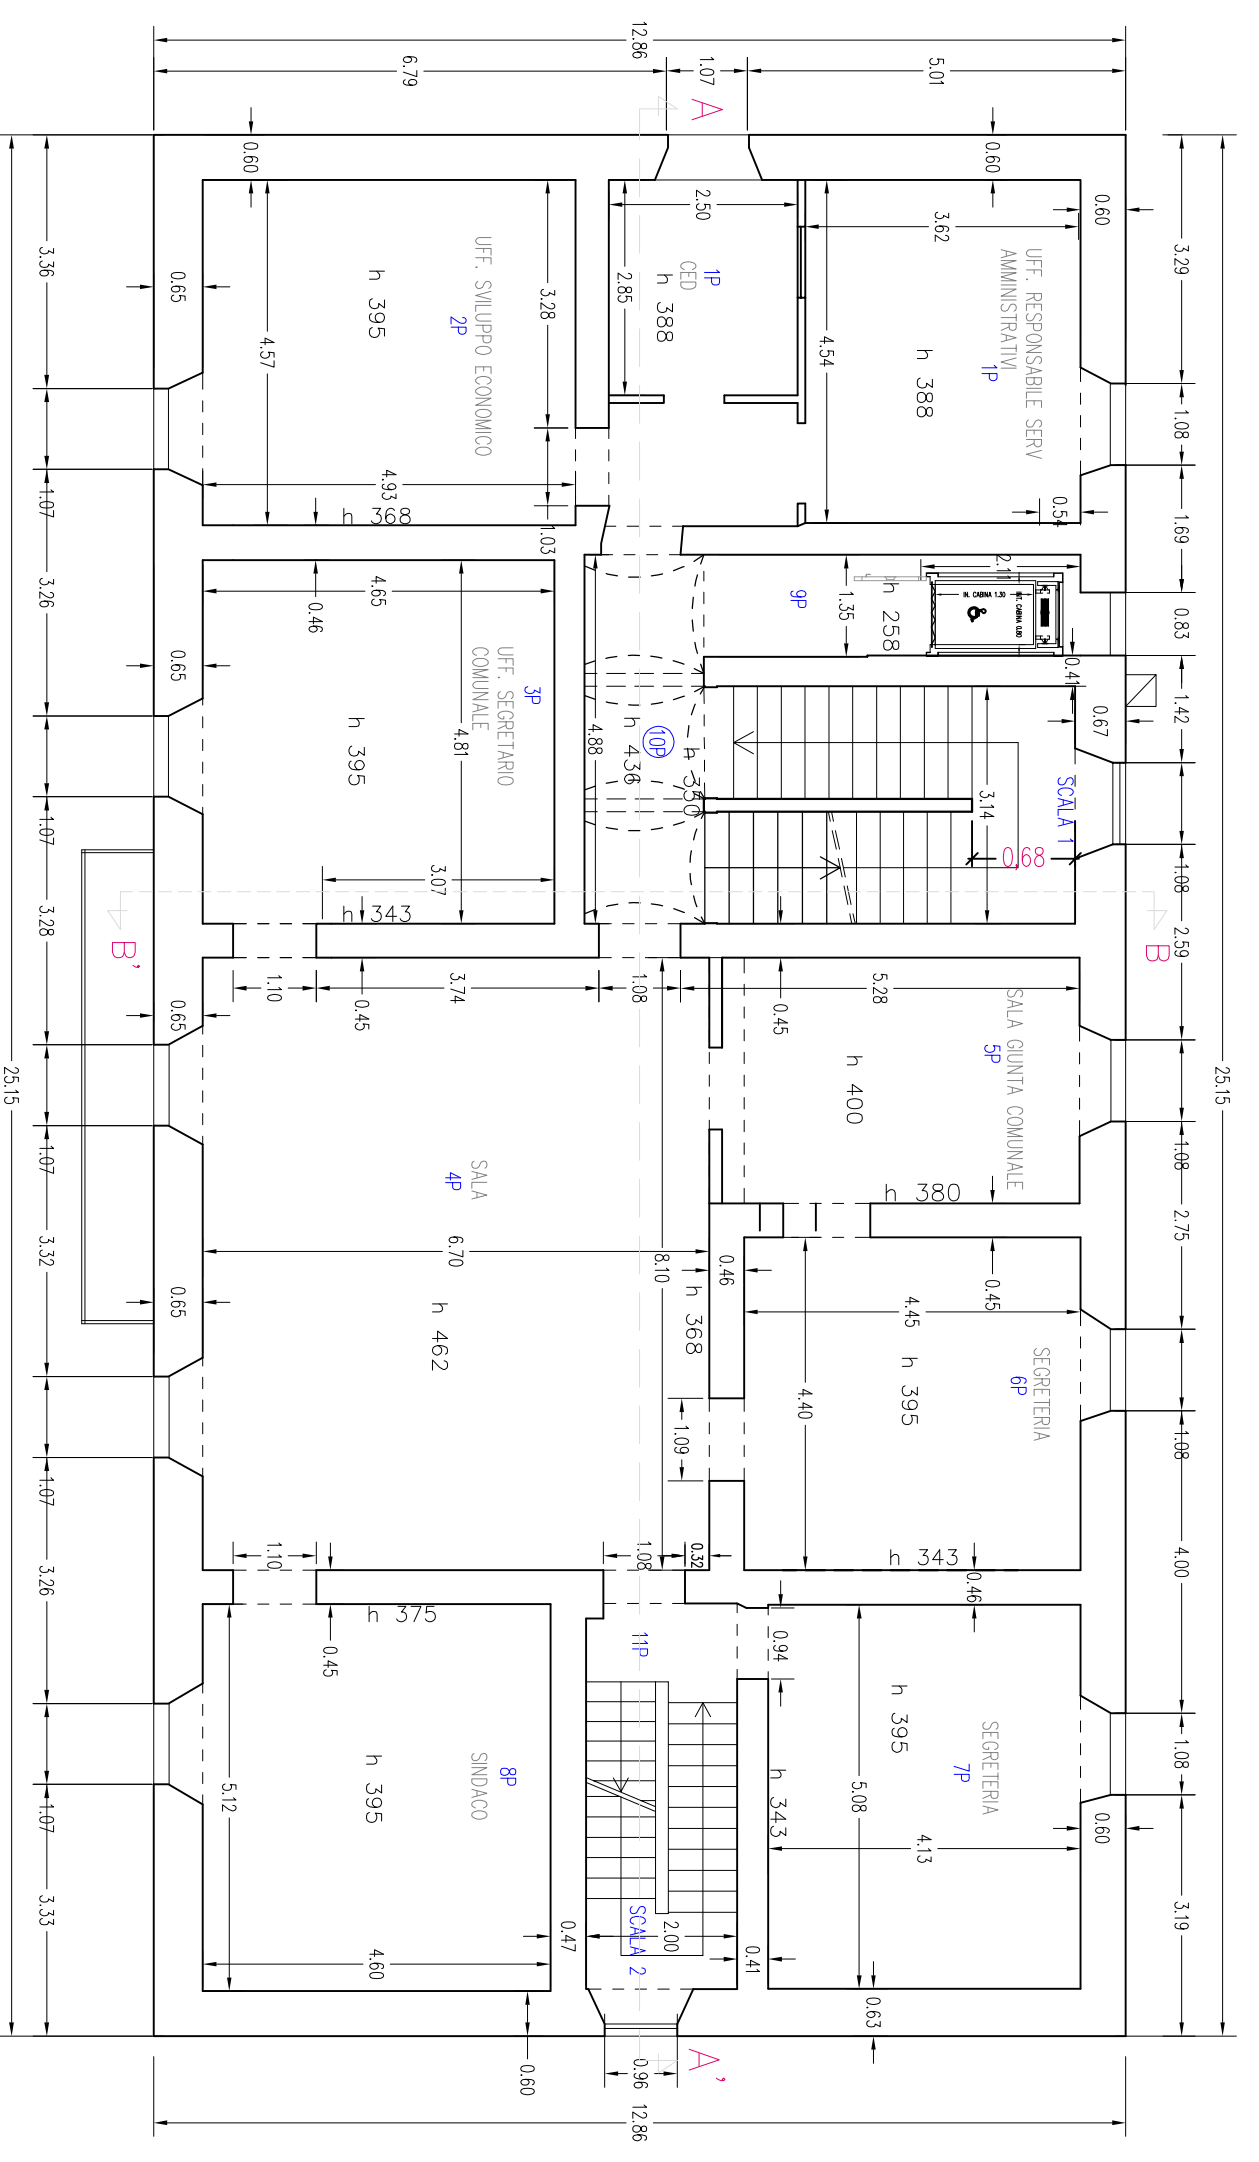 12.86
6.79
1.07
5.01
A
0.60
0.60
0.60
3.29
1.08
1.69
0.83
1.42
1.08
2.59
1.08
2.75
1.08
4.00
1.08
3.19
25.15
25.15
3.36
1.07
3.26
1.07
3.28
1.07
3.32
1.07
3.26
1.07
3.33
UFF. RESPONSABILE SERV
AMMINISTRATIVI
1P
h 388
3.62
4.54
0.54
2.50
2.85
1P
CED
h 388
UFF. SVILUPPO ECONOMICO
2P
h 395
3.28
4.57
4.93
0.65
h 368
1.03
2.11
IN. CABINA 1.30
INT. CABINA 0.80
h 258
9P
1.35
0.41
0.67
4.65
0.46
4.81
4.88
UFF. SEGRETARIO
COMUNALE
3P
h 395
0.65
3.07
h 343
10P
h 436
h 350
3.14
SCALA 1
0,68
B'
B
1.10
3.74
1.08
5.28
0.45
0.45
0.65
SALA GIUNTA COMUNALE
5P
h 400
h 380
SALA
4P
6.70
8.10
h 462
0.65
0.46
h 368
0.45
4.45
4.40
1.09
SEGRETERIA
6P
h 395
h 343
1.10
1.08
0.32
0.46
h 375
0.45
11P
0.94
h 395
h 343
SEGRETERIA
7P
5.08
4.13
0.60
SINDACO
8P
h 395
5.12
4.60
0.47
SCALA 2
2.00
0.41
0.63
0.60
A'
0.96
12.86